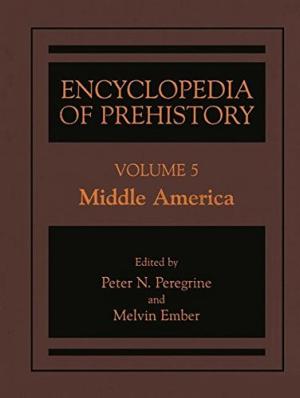 ENCYCLOPEDIA
OF PREHISTORY
VOLUME 5
Middle America
Edited by
Peter N. Peregrine
and
Melvin Ember